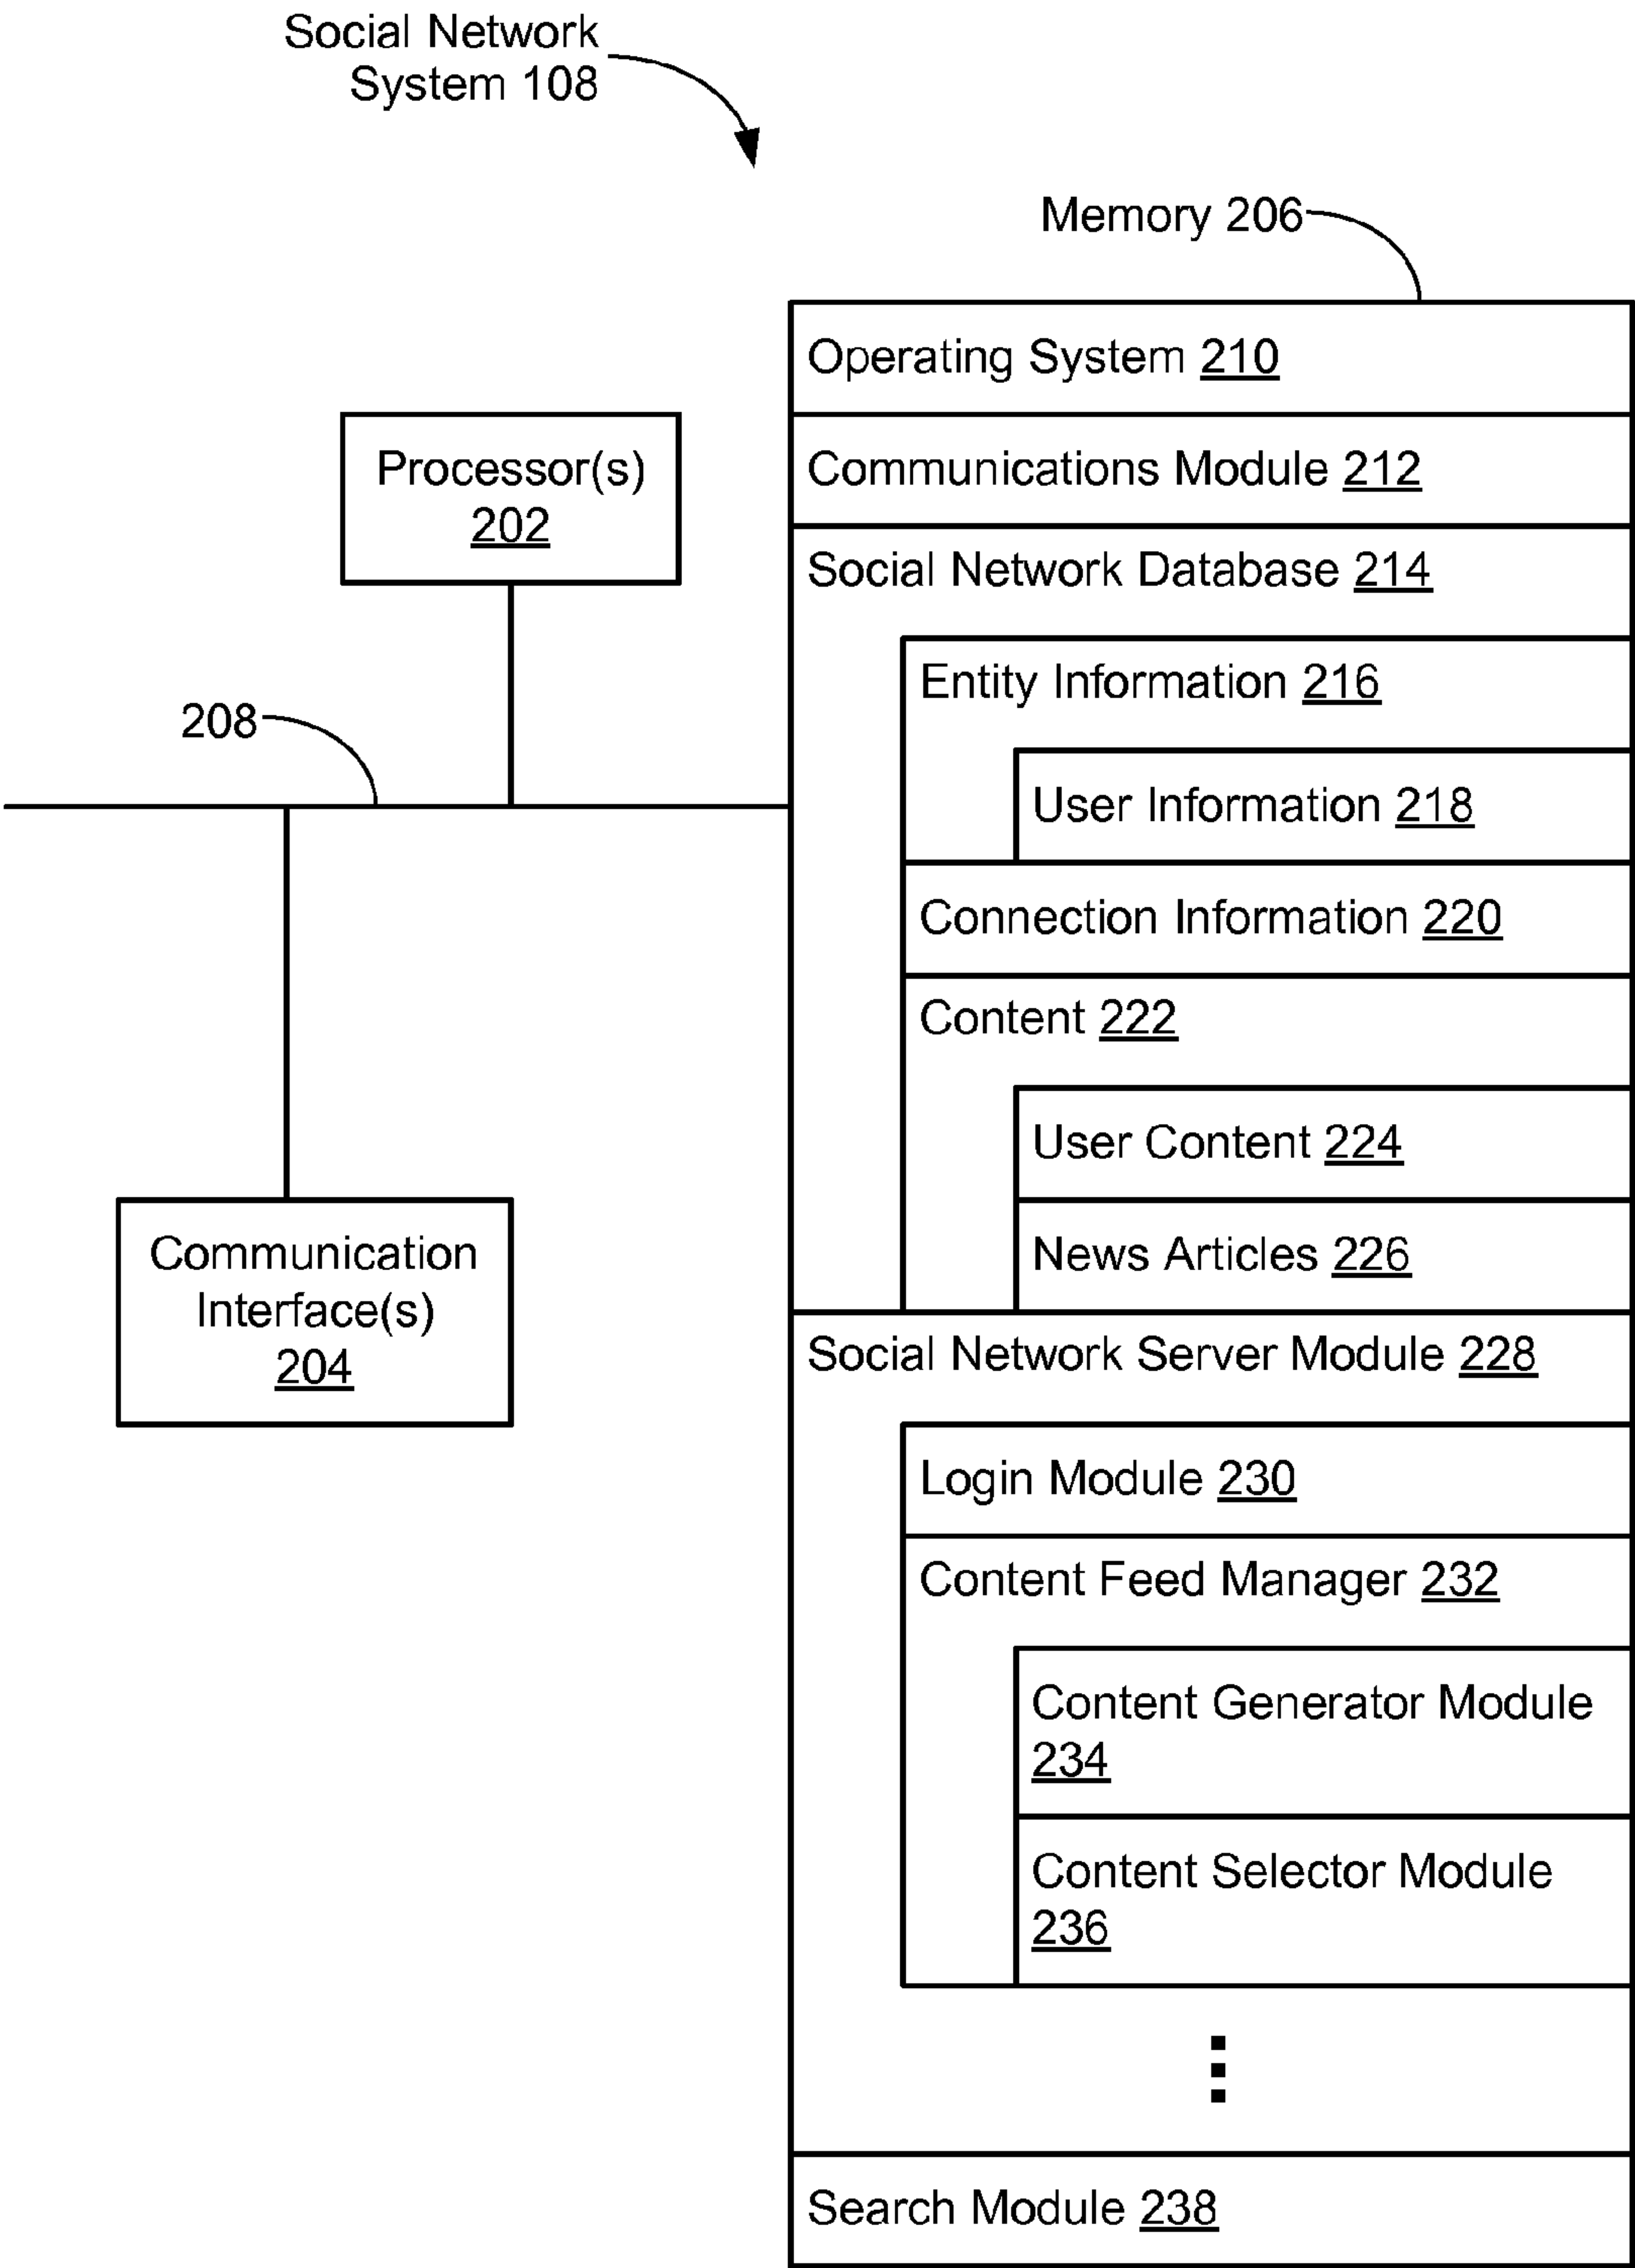 Social Network
System 108
Memory 206
Operating System 210
Communications Module 212
Processor(s)
202
Social Network Database 214
Entity Information 216
208
User Information 218
Connection Information 220
Content 222
User Content 224
News Articles 226
Communication
Interface(s)
204
Social Network Server Module 228
Login Module 230
Content Feed Manager 232
Content Generator Module
234
Content Selector Module
236
Search Module 238